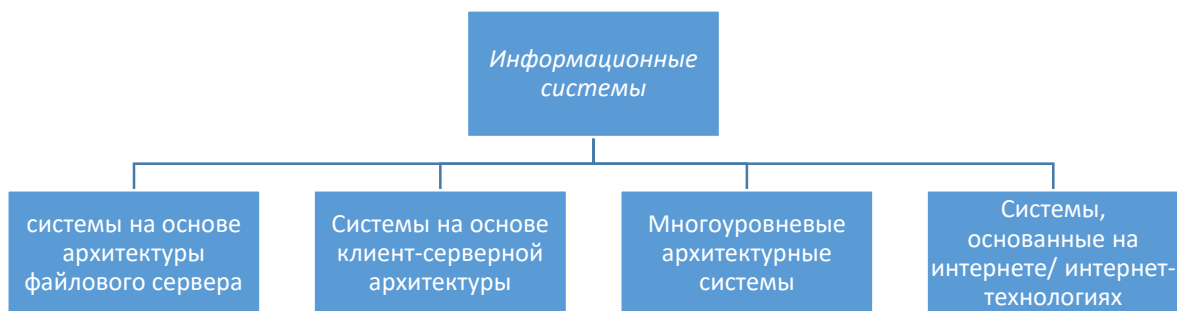 Информационные
системы
системы на основе
архитектуры
файлового сервера
Системы на основе
клиент-серверной
архитектуры
Многоуровневые
архитектурные
системы
Системы,
основанные на
интернете/ интернет-
технологиях